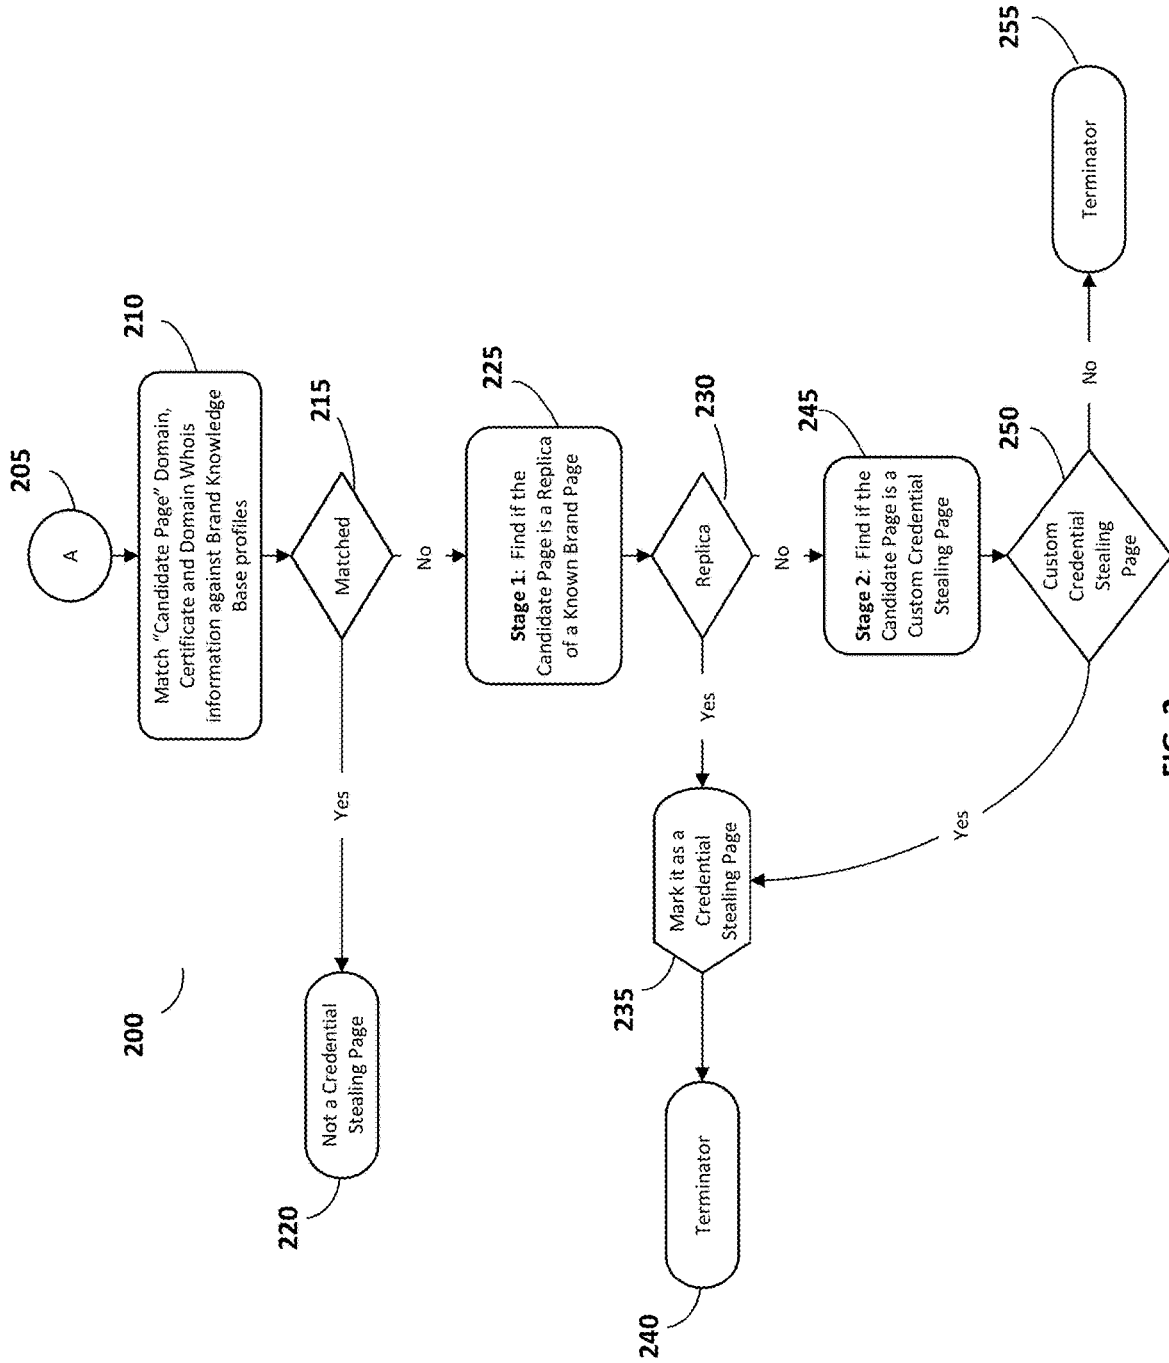 205
A
210
Match "Candidate Page" Domain,
Certificate and Domain Whois
information against Brand Knowledge
Base profiles
215
Matched
Yes
No
200
220
Not a Credential
Stealing Page
225
Stage 1: Find if the
Candidate Page is a Replica
of a Known Brand Page
230
Replica
Yes
No
235
Mark it as a
Credential
Stealing Page
240
Terminator
245
Stage 2: Find if the
Candidate Page is a
Custom Credential
Stealing Page
250
Custom
Credential
Stealing
Page
Yes
No
255
Terminator